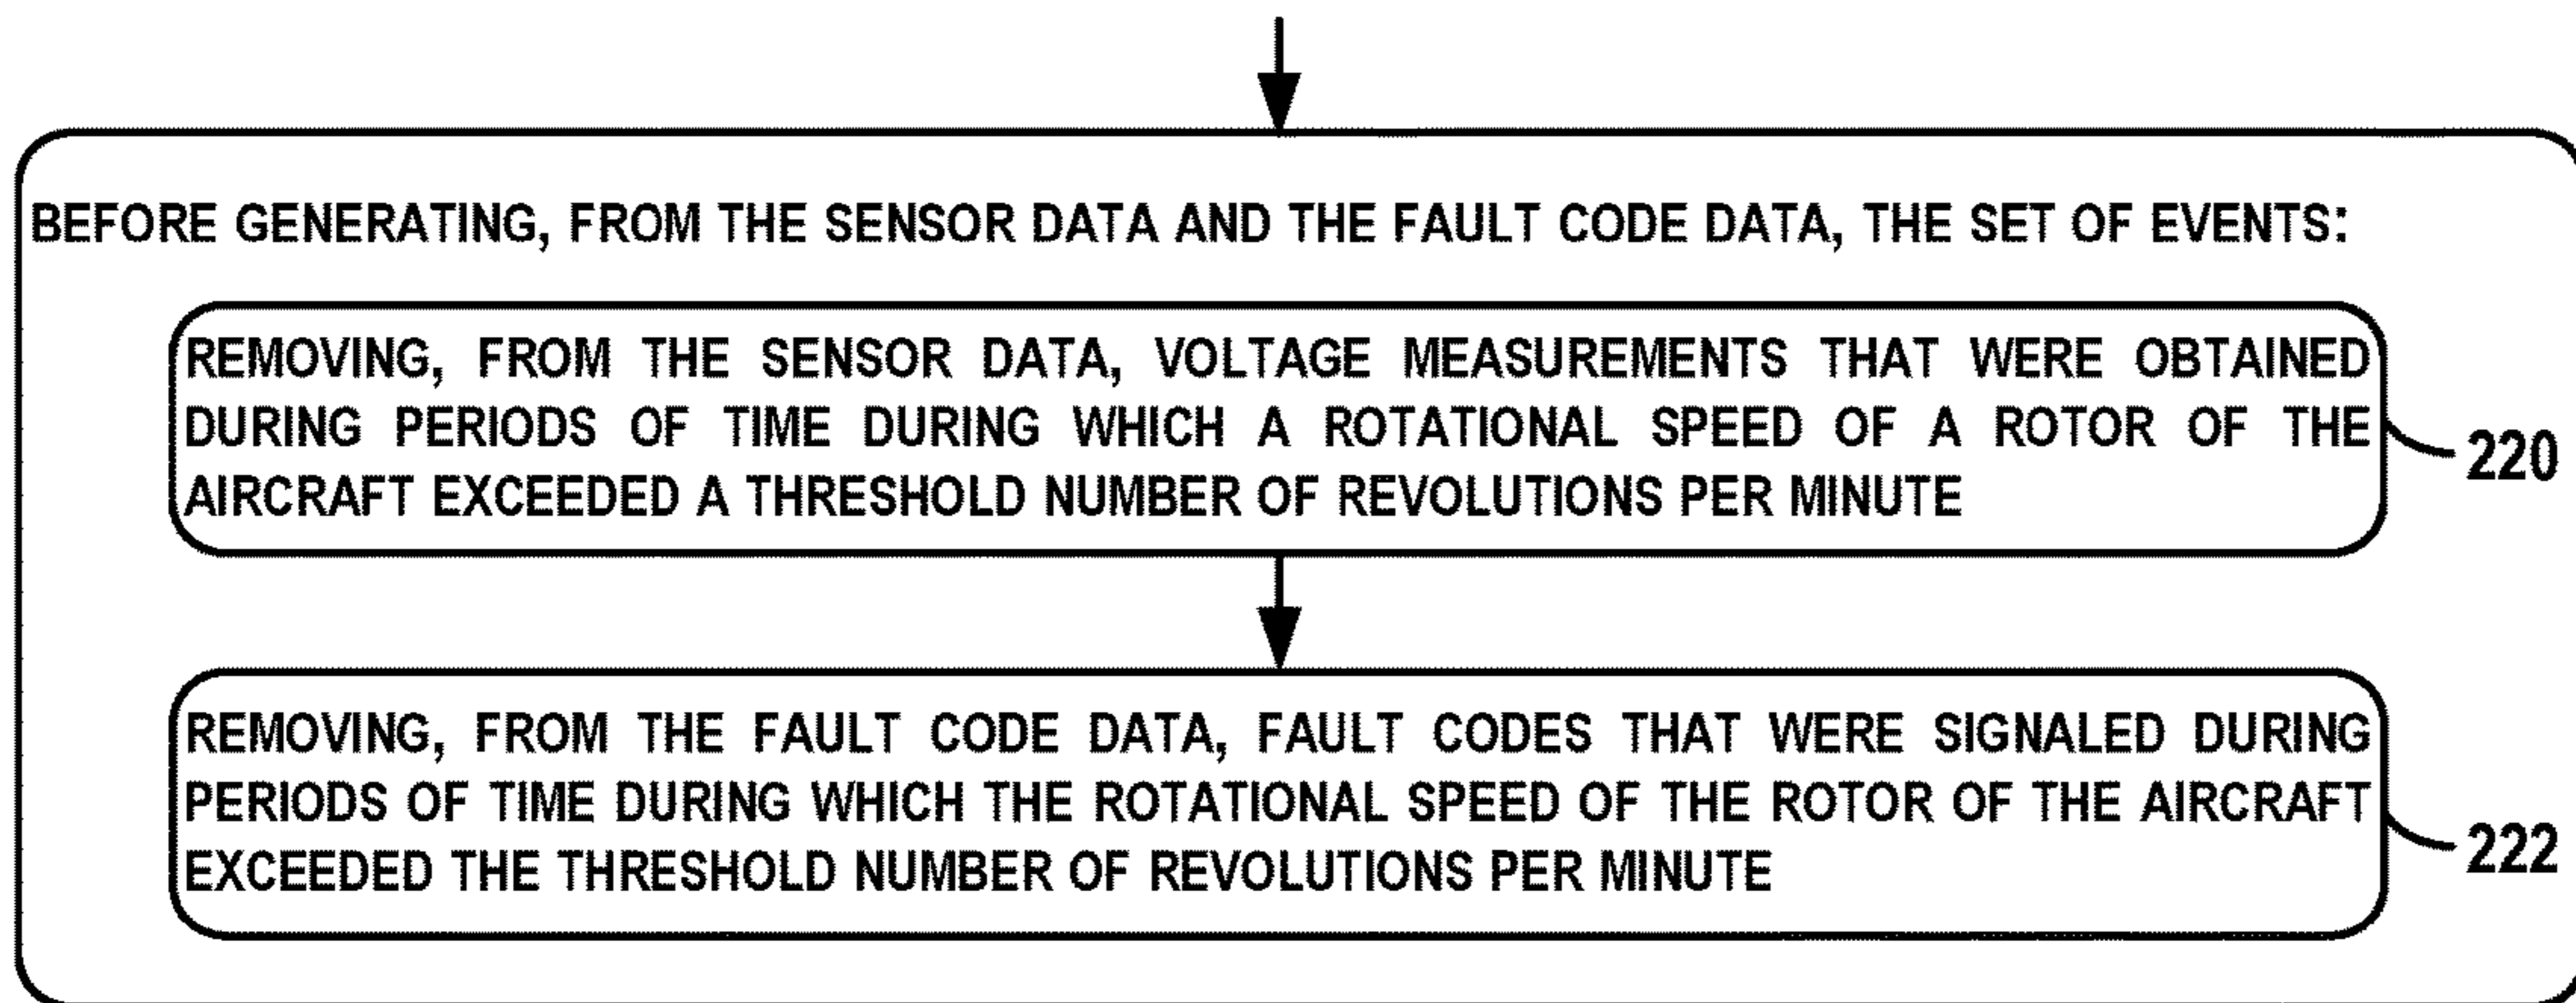 BEFORE GENERATING, FROM THE SENSOR DATA AND THE FAULT CODE DATA, THE SET OF EVENTS:
REMOVING, FROM THE SENSOR DATA, VOLTAGE MEASUREMENTS THAT WERE OBTAINED
DURING PERIODS OF TIME DURING WHICH A ROTATIONAL SPEED OF A ROTOR OF THE
AIRCRAFT EXCEEDED A THRESHOLD NUMBER OF REVOLUTIONS PER MINUTE
220
REMOVING, FROM THE FAULT CODE DATA, FAULT CODES THAT WERE SIGNALED DURING
PERIODS OF TIME DURING WHICH THE ROTATIONAL SPEED OF THE ROTOR OF THE AIRCRAFT
EXCEEDED THE THRESHOLD NUMBER OF REVOLUTIONS PER MINUTE
222